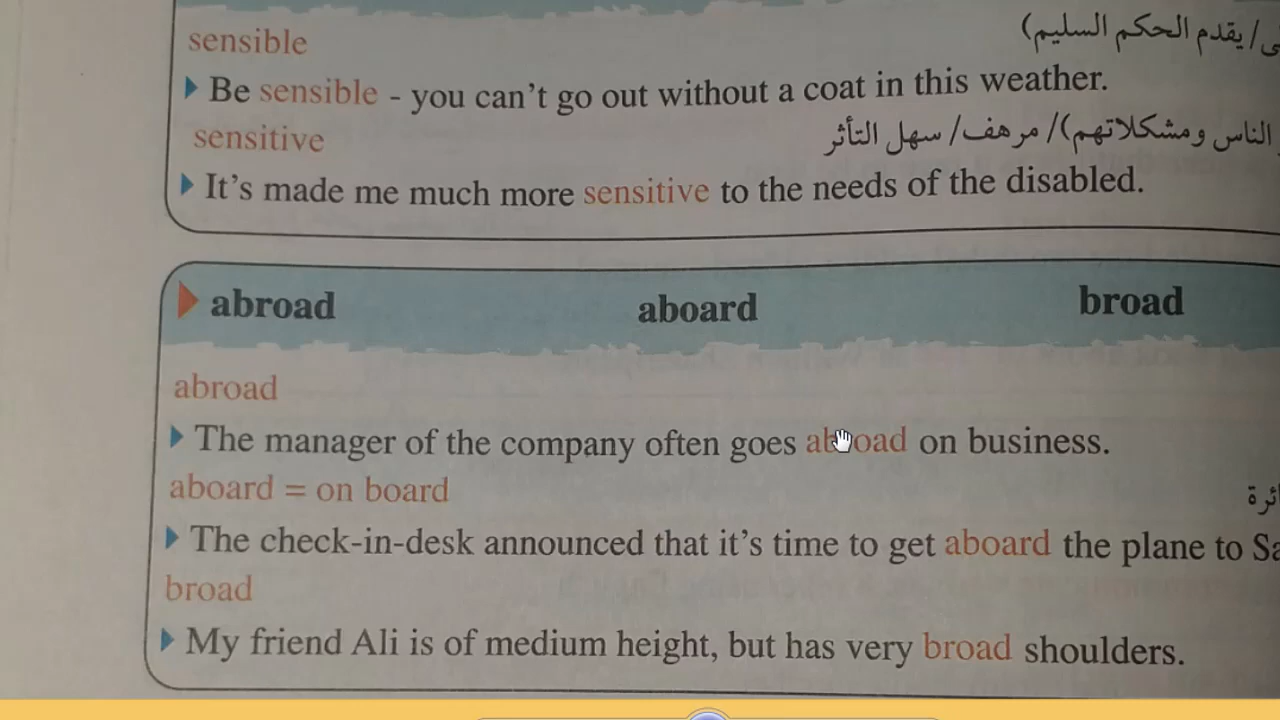 sensible يقدم الحكم السليم)
Be sensible - you can't go out without a coat in this weather.
sensitive الناس ومشكلاتهم)/ مرهف/ سهل التأثر
It's made me much more sensitive to the needs of the disabled.
abroad aboard broad
abroad
The manager of the company often goes abroad on business.
aboard = on board
The check-in-desk announced that it's time to get aboard the plane to
broad
My friend Ali is of medium height, but has very broad shoulders.